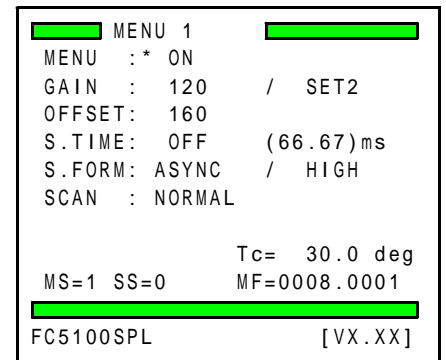 MENU 1
MENU :* ON
GAIN : 120 / SET2
OFFSET: 160
S.TIME: OFF (66.67)ms
S.FORM: ASYNC / HIGH
SCAN : NORMAL
Tc= 30.0 deg
MS=1 SS=0 MF=0008.0001
FC5100SPL [VX.XX]